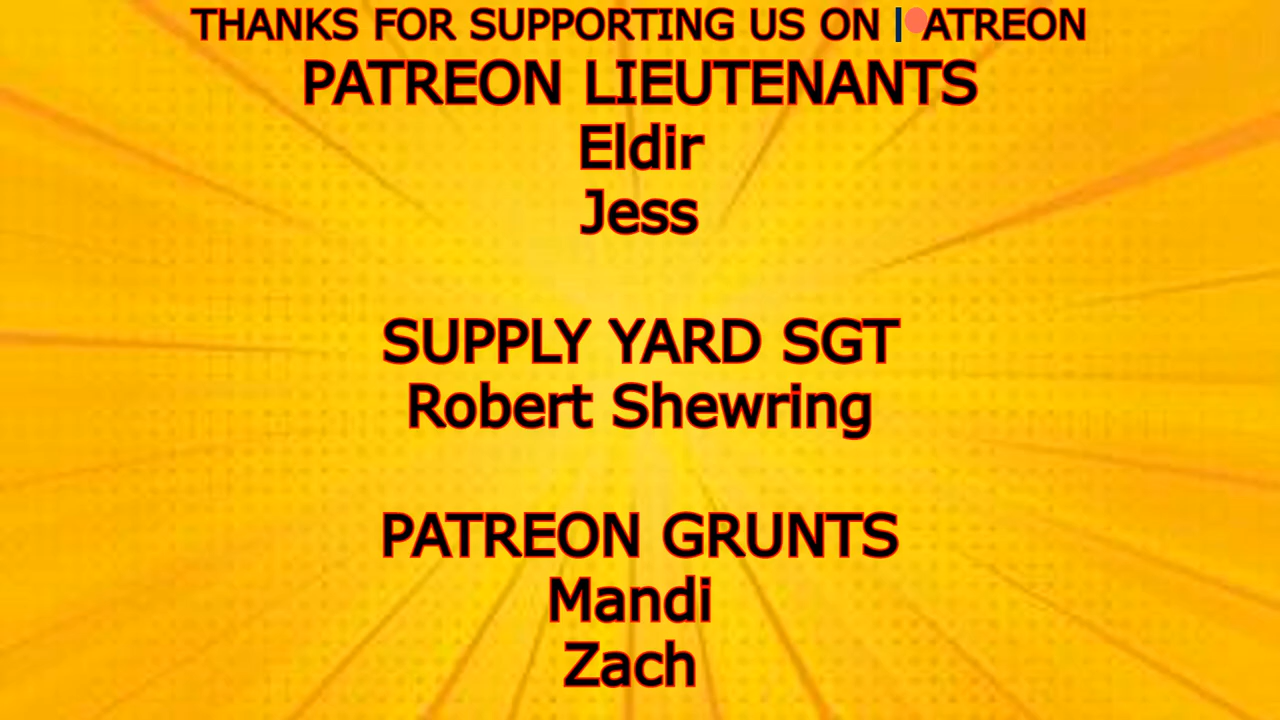 THANKS FOR SUPPORTING US ON PATREON
PATREON LIEUTENANTS
Eldir
Jess
SUPPLY YARD SGT
Robert Shewring
PATREON GRUNTS
Mandi
Zach